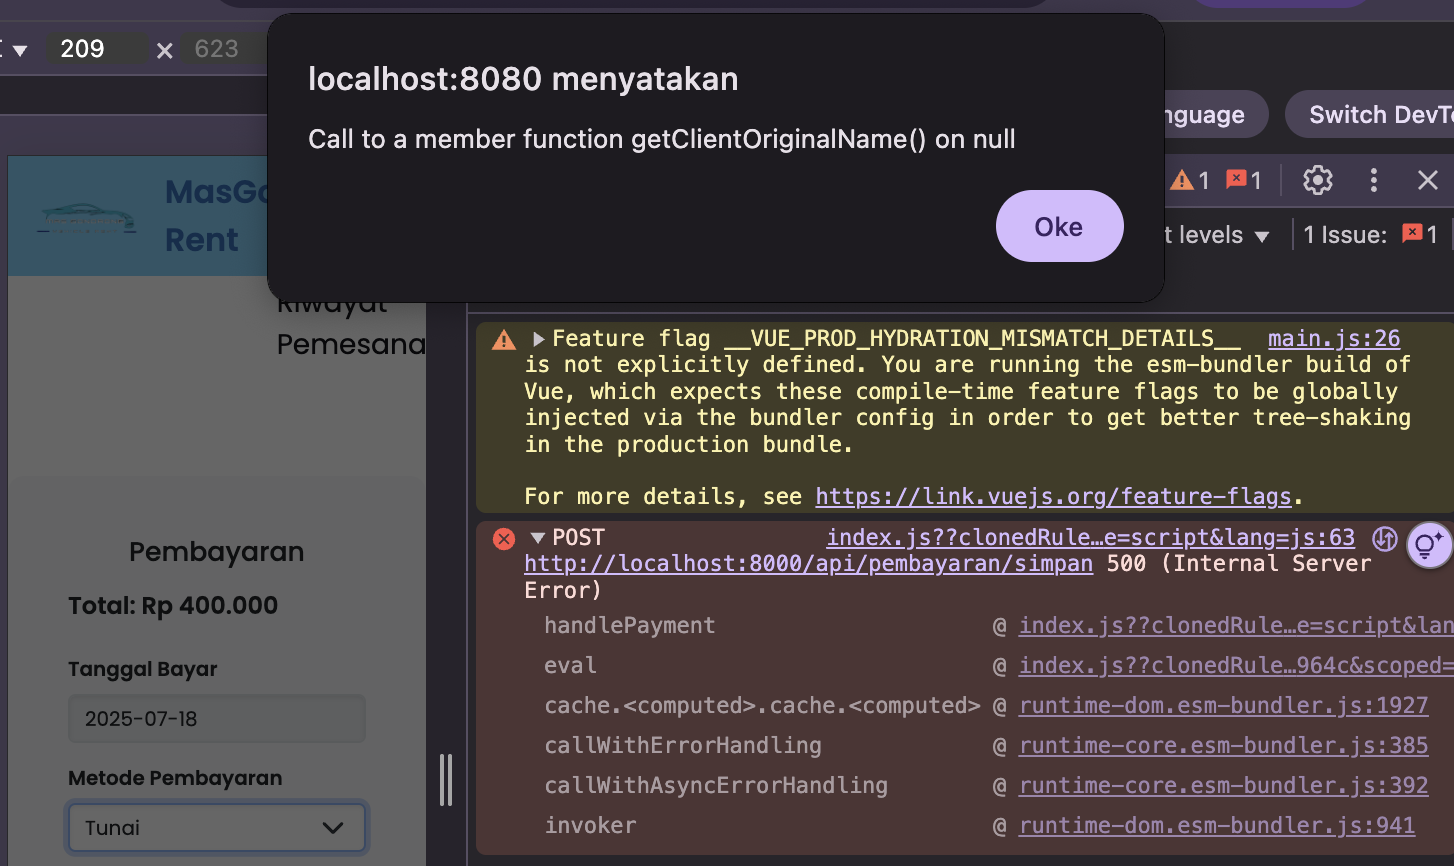 209 × 623
localhost:8080 menyatakan
Call to a member function getClientOriginalName() on null
Oke
nguage
Switch DevTo
1 1
t levels
1 Issue: 1
MasGo
Rent
Riwayat
Pemesana
Pembayaran
Total: Rp 400.000
Tanggal Bayar
2025-07-18
Metode Pembayaran
Tunai
Feature flag __VUE_PROD_HYDRATION_MISMATCH_DETAILS__ main.js:26
is not explicitly defined. You are running the esm-bundler build of
Vue, which expects these compile-time feature flags to be globally
injected via the bundler config in order to get better tree-shaking
in the production bundle.
For more details, see https://link.vuejs.org/feature-flags.
POST index.js??clonedRule…e=script&lang=js:63
http://localhost:8000/api/pembayaran/simpan 500 (Internal Server
Error)
handlePayment @ index.js??clonedRule…e=script&lan
eval @ index.js??clonedRule…964c&scoped=
cache.<computed>.cache.<computed> @ runtime-dom.esm-bundler.js:1927
callWithErrorHandling @ runtime-core.esm-bundler.js:385
callWithAsyncErrorHandling @ runtime-core.esm-bundler.js:392
invoker @ runtime-dom.esm-bundler.js:941